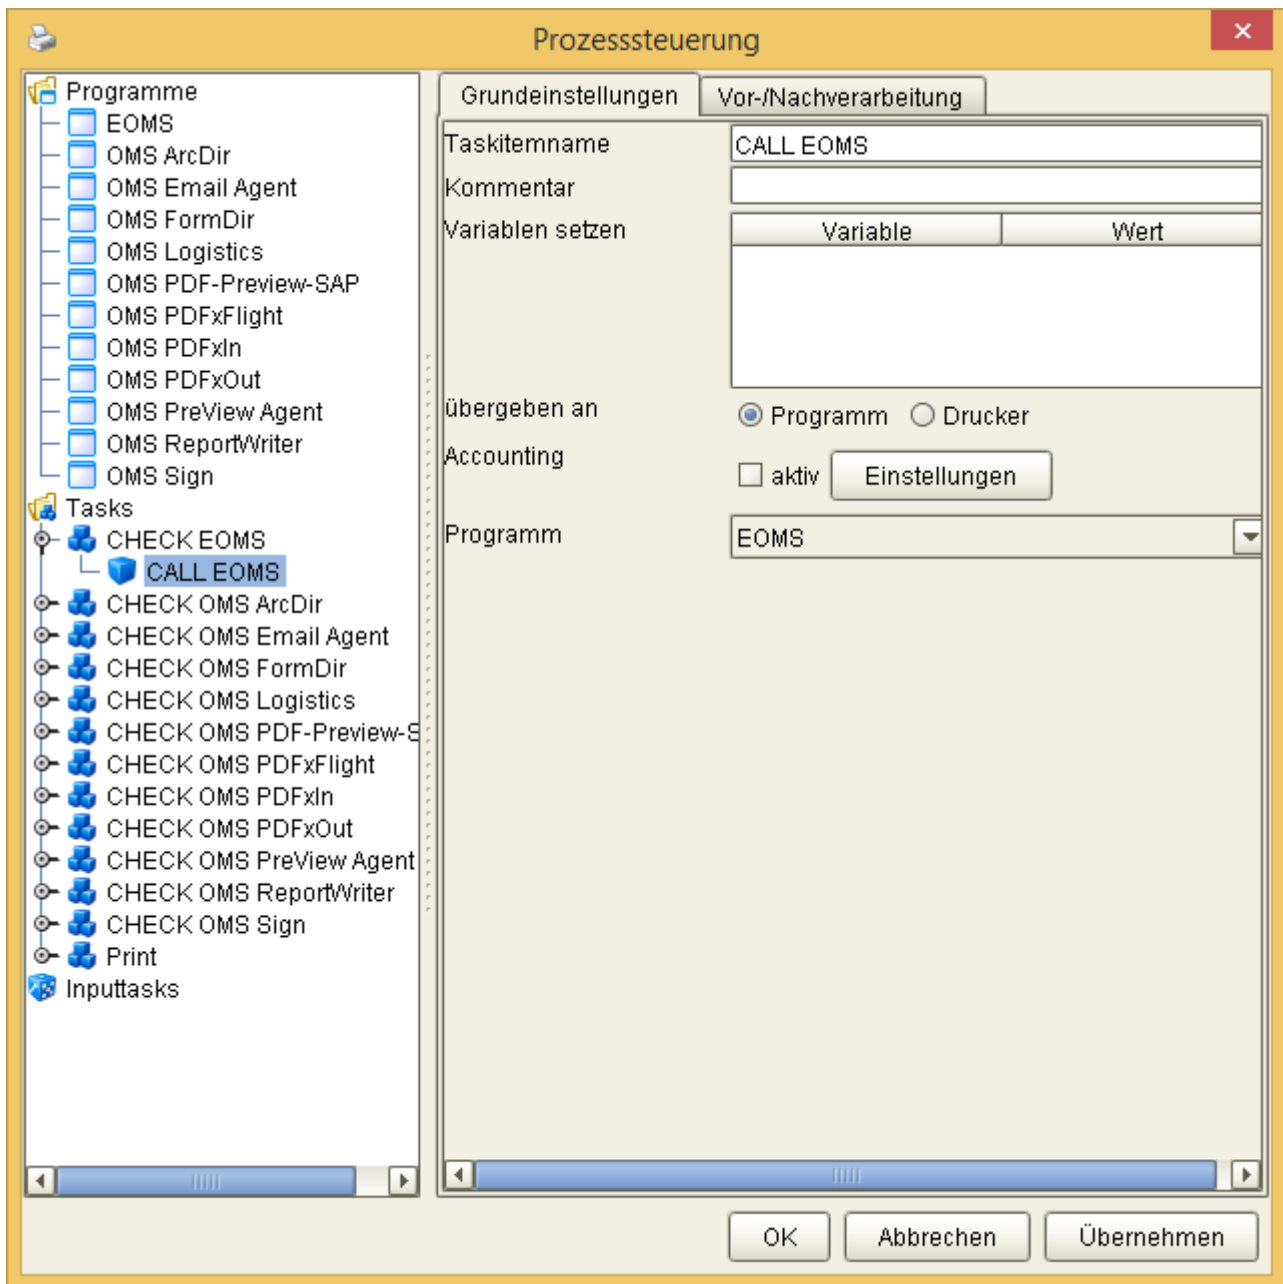 Prozesssteuerung
Programme
EOMS
OMS ArcDir
OMS Email Agent
OMS FormDir
OMS Logistics
OMS PDF-Preview-SAP
OMS PDFxFlight
OMS PDFxIn
OMS PDFxOut
OMS PreView Agent
OMS ReportWriter
OMS Sign
Tasks
CHECK EOMS
CALL EOMS
CHECK OMS ArcDir
CHECK OMS Email Agent
CHECK OMS FormDir
CHECK OMS Logistics
CHECK OMS PDF-Preview-S
CHECK OMS PDFxFlight
CHECK OMS PDFxIn
CHECK OMS PDFxOut
CHECK OMS PreView Agent
CHECK OMS ReportWriter
CHECK OMS Sign
Print
Inputtasks
Grundeinstellungen Vor-/Nachverarbeitung
Taskitemname CALL EOMS
Kommentar
Variablen setzen Variable Wert
übergeben an Programm Drucker
Accounting aktiv Einstellungen
Programm EOMS
OK Abbrechen Übernehmen